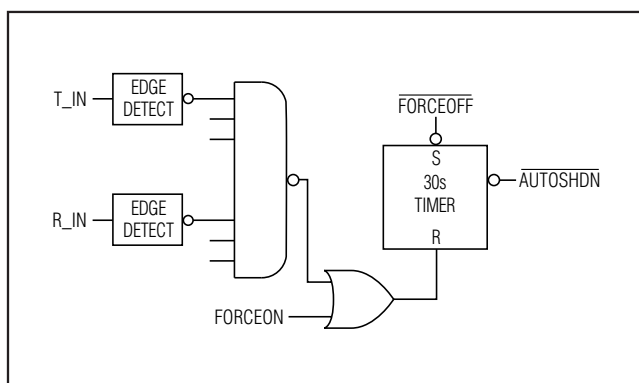 T_IN
EDGE
DETECT
R_IN
EDGE
DETECT
FORCEON
FORCEOFF
S
30s
TIMER
R
AUTOSHDN